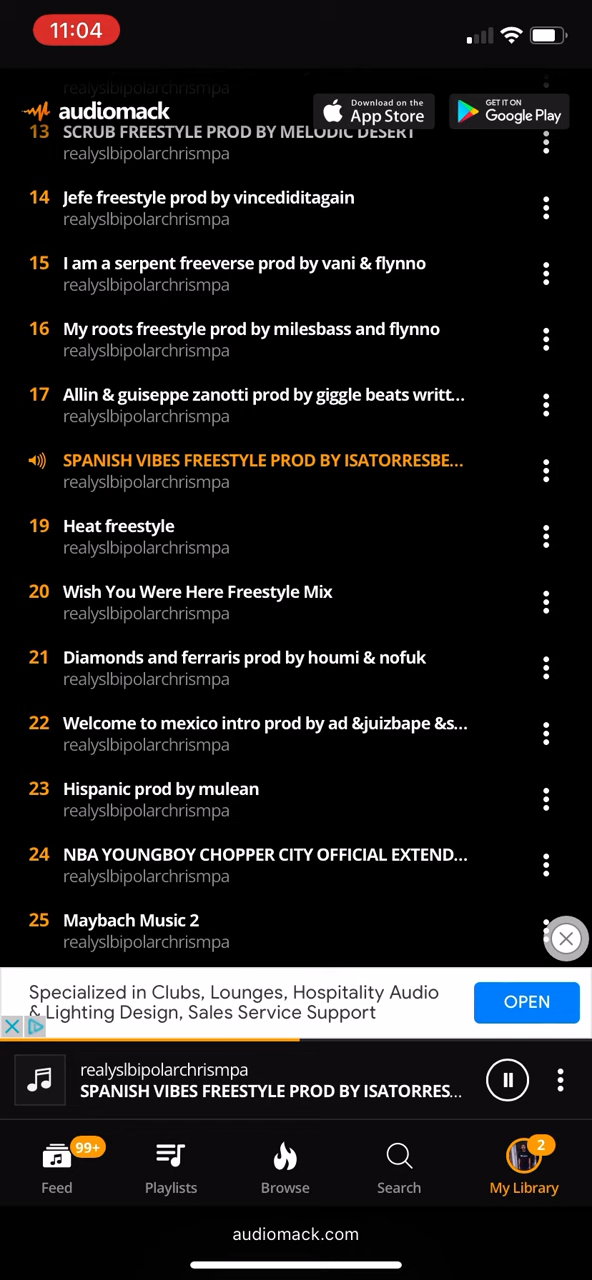 11:04
realyslbipolarchrismpa
audiomack
Download on the
App Store
GET IT ON
Google Play
13 SCRUB FREESTYLE PROD BY MELODIC DESERT
realyslbipolarchrismpa
14 Jefe freestyle prod by vincediditagain
realyslbipolarchrismpa
15 I am a serpent freeverse prod by vani & flynno
realyslbipolarchrismpa
16 My roots freestyle prod by milesbass and flynno
realyslbipolarchrismpa
17 Allin & guiseppe zanotti prod by giggle beats writt...
realyslbipolarchrismpa
SPANISH VIBES FREESTYLE PROD BY ISATORRESBE...
realyslbipolarchrismpa
19 Heat freestyle
realyslbipolarchrismpa
20 Wish You Were Here Freestyle Mix
realyslbipolarchrismpa
21 Diamonds and ferraris prod by houmi & nofuk
realyslbipolarchrismpa
22 Welcome to mexico intro prod by ad &juizbape &s...
realyslbipolarchrismpa
23 Hispanic prod by mulean
realyslbipolarchrismpa
24 NBA YOUNGBOY CHOPPER CITY OFFICIAL EXTEND...
realyslbipolarchrismpa
25 Maybach Music 2
realyslbipolarchrismpa
Specialized in Clubs, Lounges, Hospitality Audio
& Lighting Design, Sales Service Support
OPEN
realyslbipolarchrismpa
SPANISH VIBES FREESTYLE PROD BY ISATORRES...
99+
2
Feed
Playlists
Browse
Search
My Library
audiomack.com